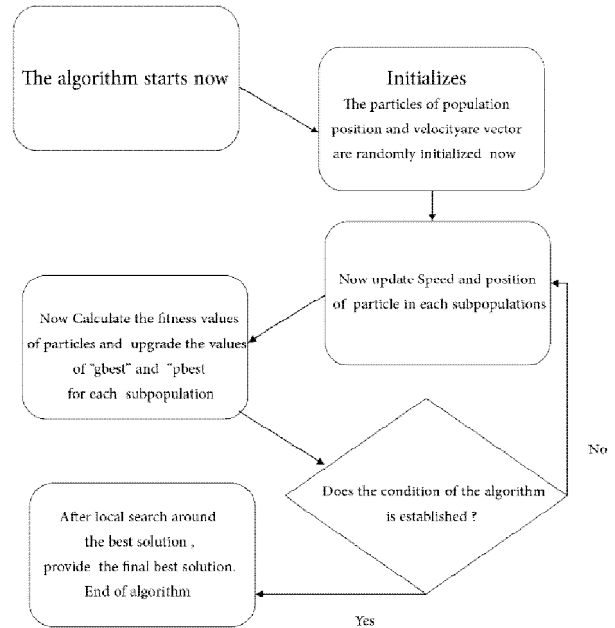 The algorithm starts now
Initializes
The particles of population
position and velocityare vector
are randomly initialized now
Now update Speed and position
of particle in each subpopulations
Now Calculate the fitness values
of particles and upgrade the values
of "gbest" and "pbest
for each subpopulation
No
Does the condition of the algorithm
is established ?
After local search around
the best solution ,
provide the final best solution.
End of algorithm
Yes